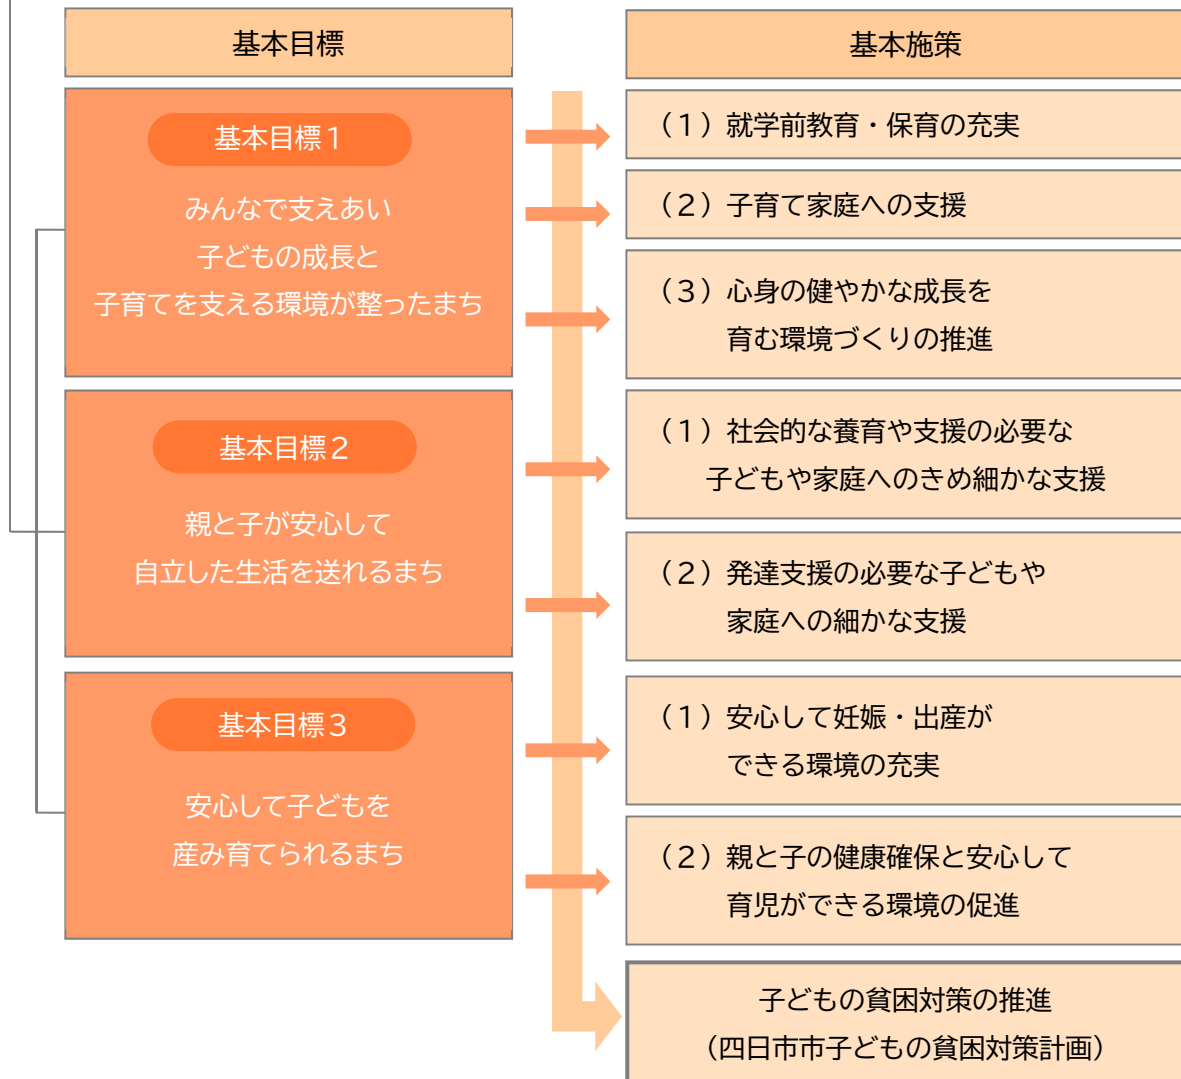 基本目標
基本施策
基本目標1
みんなで支えあい
子どもの成長と
子育てを支える環境が整ったまち
(1)就学前教育・保育の充実
(2)子育て家庭への支援
(3)心身の健やかな成長を
育む環境づくりの推進
基本目標2
親と子が安心して
自立した生活を送れるまち
(1)社会的な養育や支援の必要な
子どもや家庭へのきめ細かな支援
(2)発達支援の必要な子どもや
家庭への細かな支援
基本目標3
安心して子どもを
産み育てられるまち
(1)安心して妊娠・出産が
できる環境の充実
(2)親と子の健康確保と安心して
育児ができる環境の促進
子どもの貧困対策の推進
(四日市市子どもの貧困対策計画)